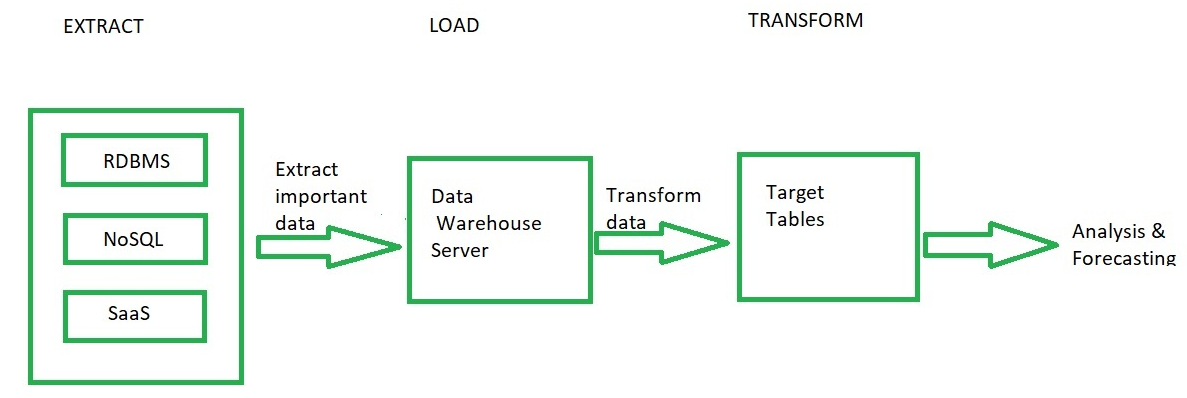 EXTRACT
LOAD
TRANSFORM
RDBMS
NoSQL
SaaS
Extract
important
data
Data
Warehouse
Server
Transform
data
Target
Tables
Analysis &
Forecasting